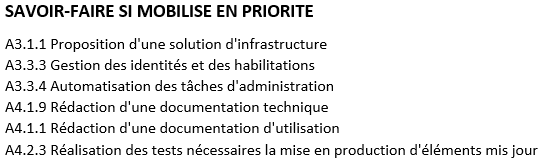 SAVOIR-FAIRE SI MOBILISE EN PRIORITE
A3.1.1 Proposition d'une solution d'infrastructure
A3.3.3 Gestion des identités et des habilitations
A3.3.4 Automatisation des tâches d'administration
A4.1.9 Rédaction d'une documentation technique
A4.1.1 Rédaction d'une documentation d'utilisation
A4.2.3 Réalisation des tests nécessaires la mise en production d'éléments mis jour